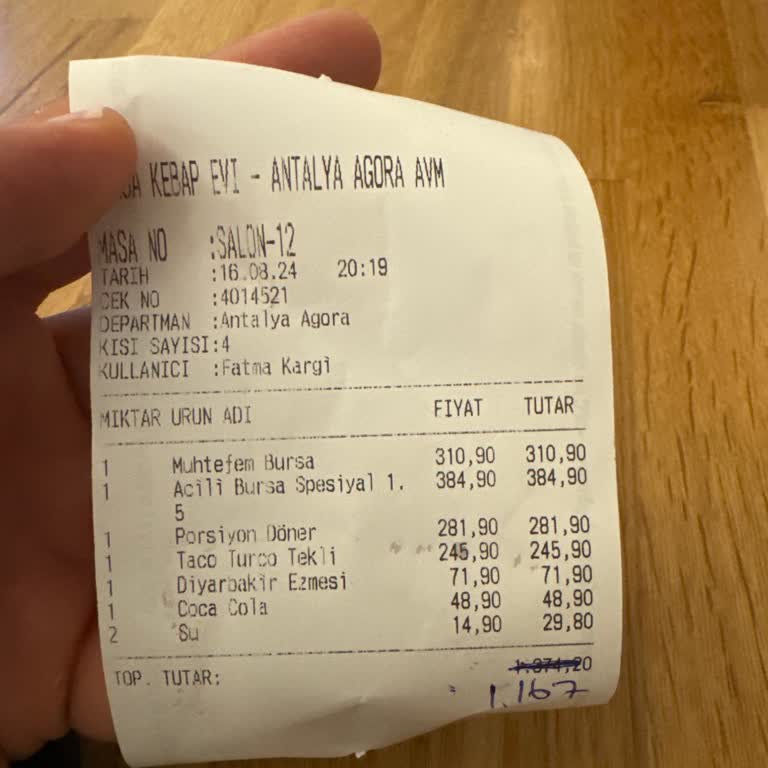 KEBAP EVI - ANTALYA AGORA AVM
MASA NO :SALON-12
TARIH :16.08.24 20:19
CEK NO :4014521
DEPARTMAN :Antalya Agora
KISI SAYISI:4
KULLANICI :Fatma Kargi
MIKTAR URUN ADI FIYAT TUTAR
1 Muhteşem Bursa 310,90 310,90
1 Acili Bursa Spesiyal 1. 384,90 384,90
5
1 Porsiyon Döner 281,90 281,90
1 Taco Turco Tekli 245,90 245,90
1 Diyarbakir Ezmesi 71,90 71,90
1 Coca Cola 48,90 48,90
2 Su 14,90 29,80
1.374,20
TOP. TUTAR:
1.167